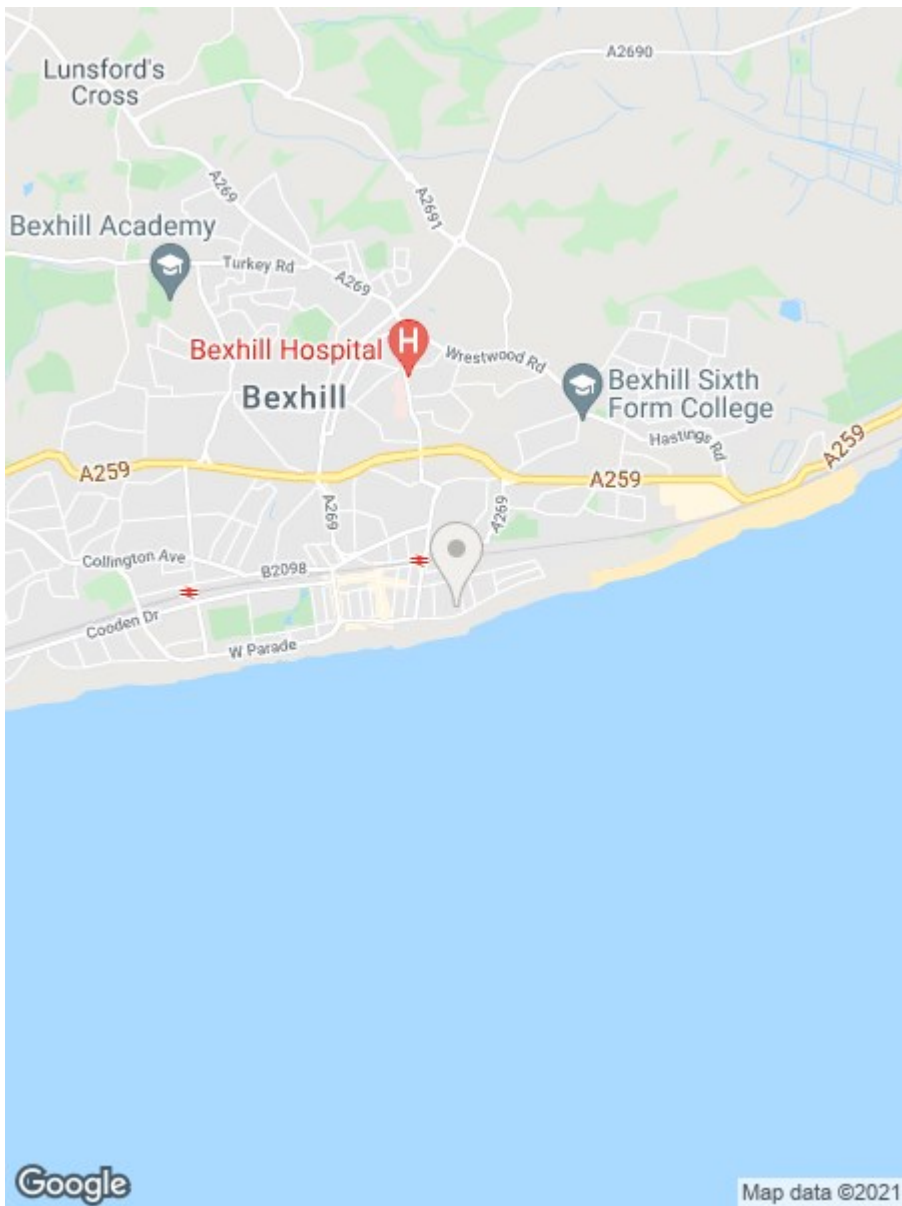 A2690
Lunsford's
Cross
A269
A2691
Bexhill Academy
Turkey Rd
A269
Bexhill Hospital
H
Wrestwood Rd
Bexhill
Bexhill Sixth
Form College
Hastings Rd
A259
A259
A259
A269
A269
Collington Ave
B2098
Cooden Dr
W Parade
Google
Map data ©2021